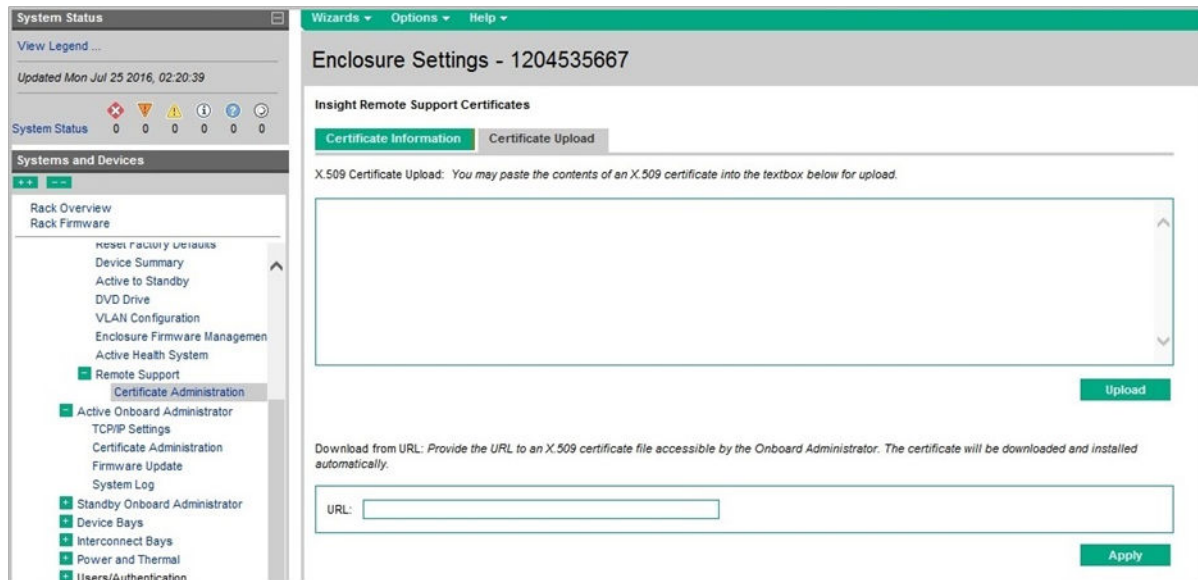 System Status
View Legend ...
Updated Mon Jul 25 2016, 02:20:39
System Status 0 0 0 0 0 0
Systems and Devices
Rack Overview
Rack Firmware
Reset Factory Defaults
Device Summary
Active to Standby
DVD Drive
VLAN Configuration
Enclosure Firmware Managemen
Active Health System
Remote Support
Certificate Administration
Active Onboard Administrator
TCP/IP Settings
Certificate Administration
Firmware Update
System Log
Standby Onboard Administrator
Device Bays
Interconnect Bays
Power and Thermal
Users/Authentication
Wizards Options Help
Enclosure Settings - 1204535667
Insight Remote Support Certificates
Certificate Information Certificate Upload
X.509 Certificate Upload: You may paste the contents of an X.509 certificate into the textbox below for upload.
Upload
Download from URL: Provide the URL to an X.509 certificate file accessible by the Onboard Administrator. The certificate will be downloaded and installed
automatically.
URL:
Apply